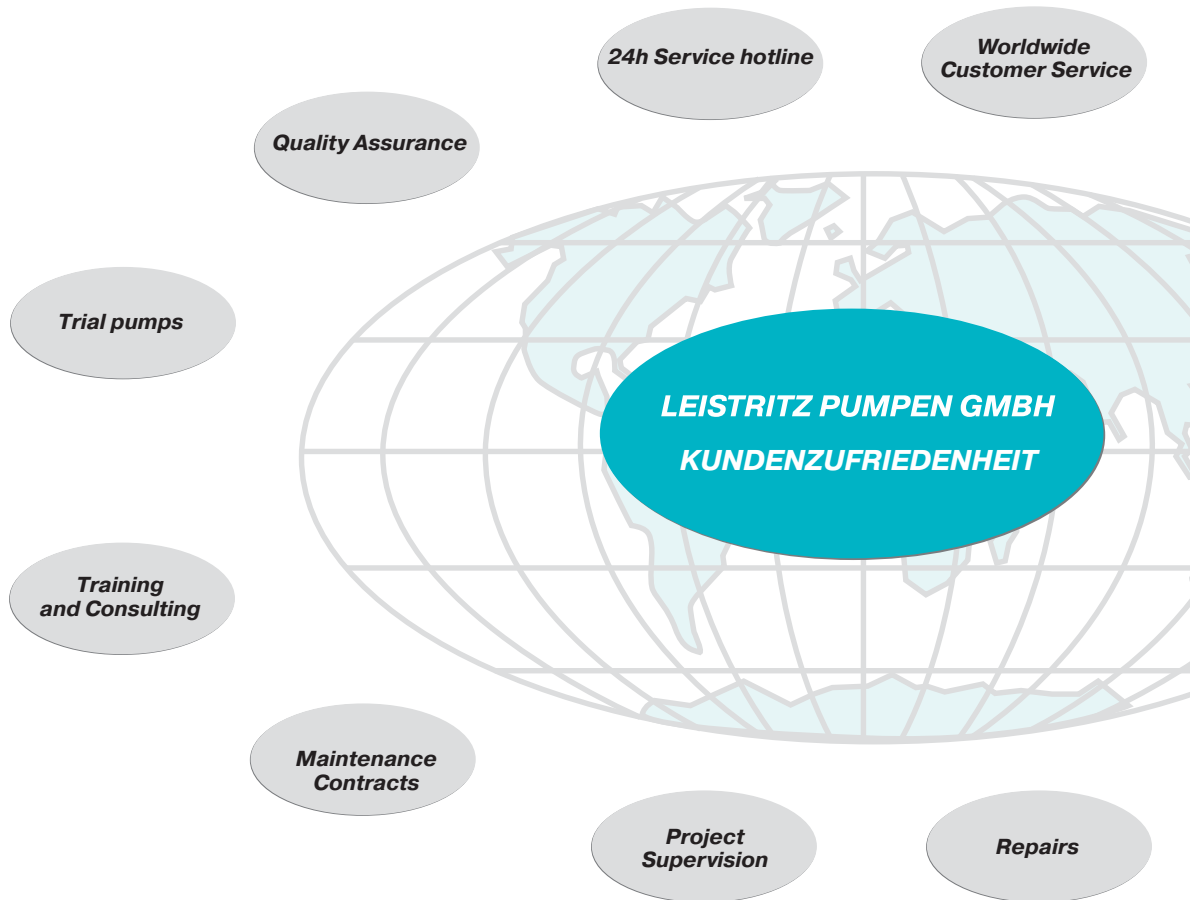 24h Service hotline
Worldwide
Customer Service
Quality Assurance
Trial pumps
LEISTRITZ PUMPEN GMBH
KUNDENZUFRIEDENHEIT
Training
and Consulting
Maintenance
Contracts
Project
Supervision
Repairs